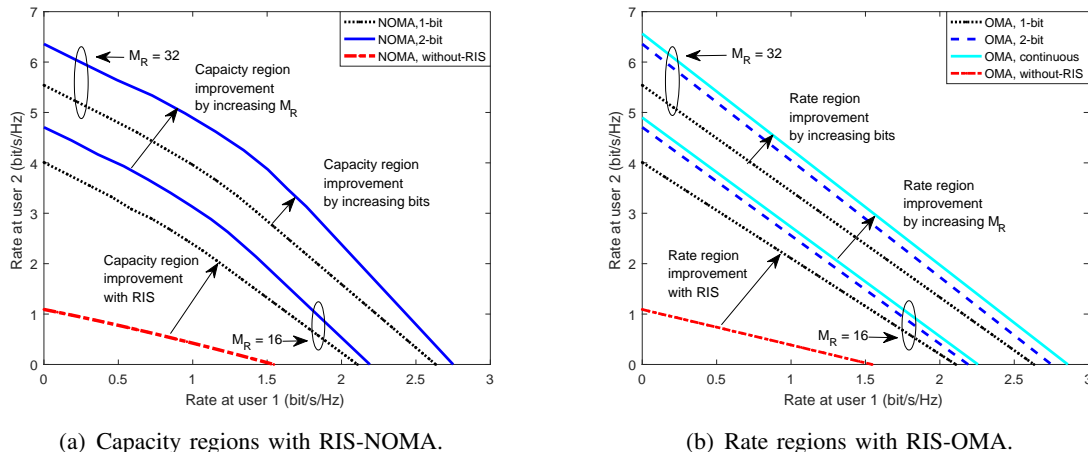 7
6
5
4
3
2
1
0
0
0.5
1
1.5
2
2.5
3
Rate at user 2 (bit/s/Hz)
Rate at user 1 (bit/s/Hz)
NOMA,1-bit
NOMA,2-bit
NOMA, without-RIS
M_R = 32
Capaicty region
improvement
by increasing M_R
Capacity region
improvement
by increasing bits
Capacity region
improvement
with RIS
M_R = 16
(a) Capacity regions with RIS-NOMA.
7
6
5
4
3
2
1
0
0
0.5
1
1.5
2
2.5
3
Rate at user 2 (bit/s/Hz)
Rate at user 1 (bit/s/Hz)
OMA, 1-bit
OMA, 2-bit
OMA, continuous
OMA, without-RIS
M_R = 32
Rate region
improvement
by increasing bits
Rate region
improvement
by increasing M_R
Rate region
improvement
with RIS
M_R = 16
(b) Rate regions with RIS-OMA.